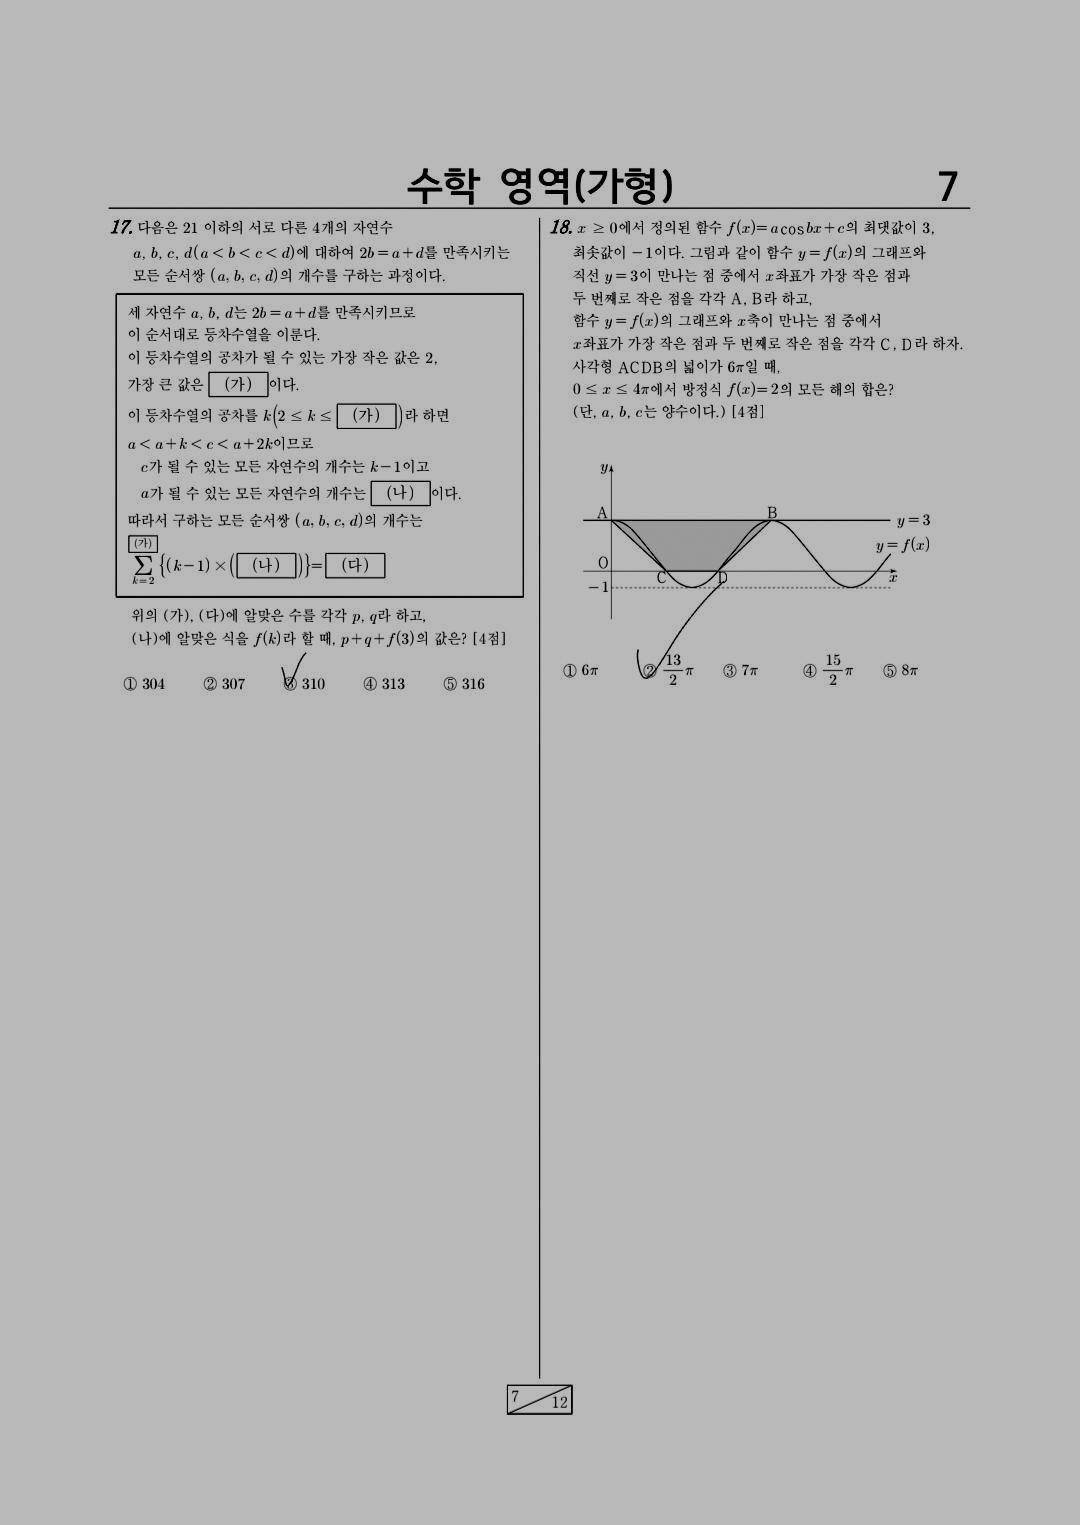 수학 영역(가형)
7
17. 다음은 21 이하의 서로 다른 4개의 자연수
a, b, c, d(a < b < c < d)에 대하여 2b = a + d를 만족시키는
모든 순서쌍 (a, b, c, d)의 개수를 구하는 과정이다.
세 자연수 a, b, d는 2b = a + d를 만족시키므로
이 순서대로 등차수열을 이룬다.
이 등차수열의 공차가 될 수 있는 가장 작은 값은 2,
가장 큰 값은 (가) 이다.
이 등차수열의 공차를 k(2 ≤ k ≤ (가) )라 하면
a < a + k < c < a + 2k이므로
c가 될 수 있는 모든 자연수의 개수는 k - 1이고
a가 될 수 있는 모든 자연수의 개수는 (나) 이다.
따라서 구하는 모든 순서쌍 (a, b, c, d)의 개수는
(가)
∑ {(k-1) × ( (나) )} = (다)
k=2
위의 (가), (다)에 알맞은 수를 각각 p, q라 하고,
(나)에 알맞은 식을 f(k)라 할 때, p + q + f(3)의 값은? [4점]
① 304 ② 307 ③ 310 ④ 313 ⑤ 316
18. x ≥ 0에서 정의된 함수 f(x) = a cos bx + c의 최댓값이 3,
최솟값이 -1이다. 그림과 같이 함수 y = f(x)의 그래프와
직선 y = 3이 만나는 점 중에서 x좌표가 가장 작은 점과
두 번째로 작은 점을 각각 A, B라 하고,
함수 y = f(x)의 그래프와 x축이 만나는 점 중에서
x좌표가 가장 작은 점과 두 번째로 작은 점을 각각 C, D라 하자.
사각형 ACDB의 넓이가 6π일 때,
0 ≤ x ≤ 4π에서 방정식 f(x) = 2의 모든 해의 합은?
(단, a, b, c는 양수이다.) [4점]
y
A B
y = 3
y = f(x)
O
C D x
-1
① 6π ② 13/2 π ③ 7π ④ 15/2 π ⑤ 8π
7 / 12